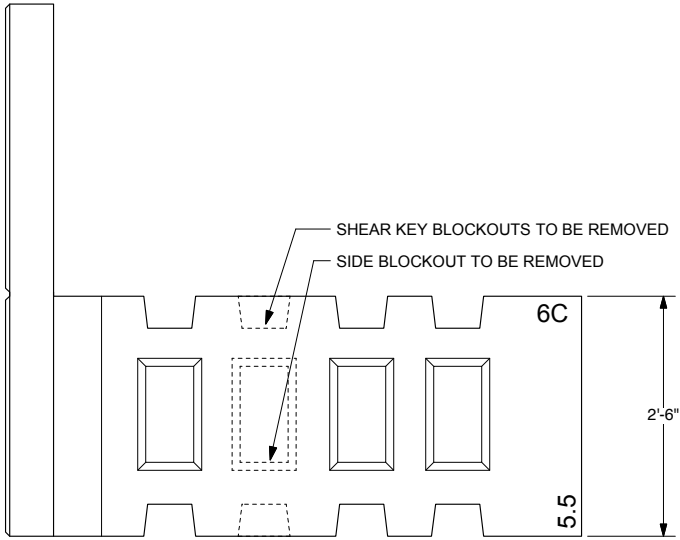 SHEAR KEY BLOCKOUTS TO BE REMOVED
SIDE BLOCKOUT TO BE REMOVED
6C
2'-6"
5.5